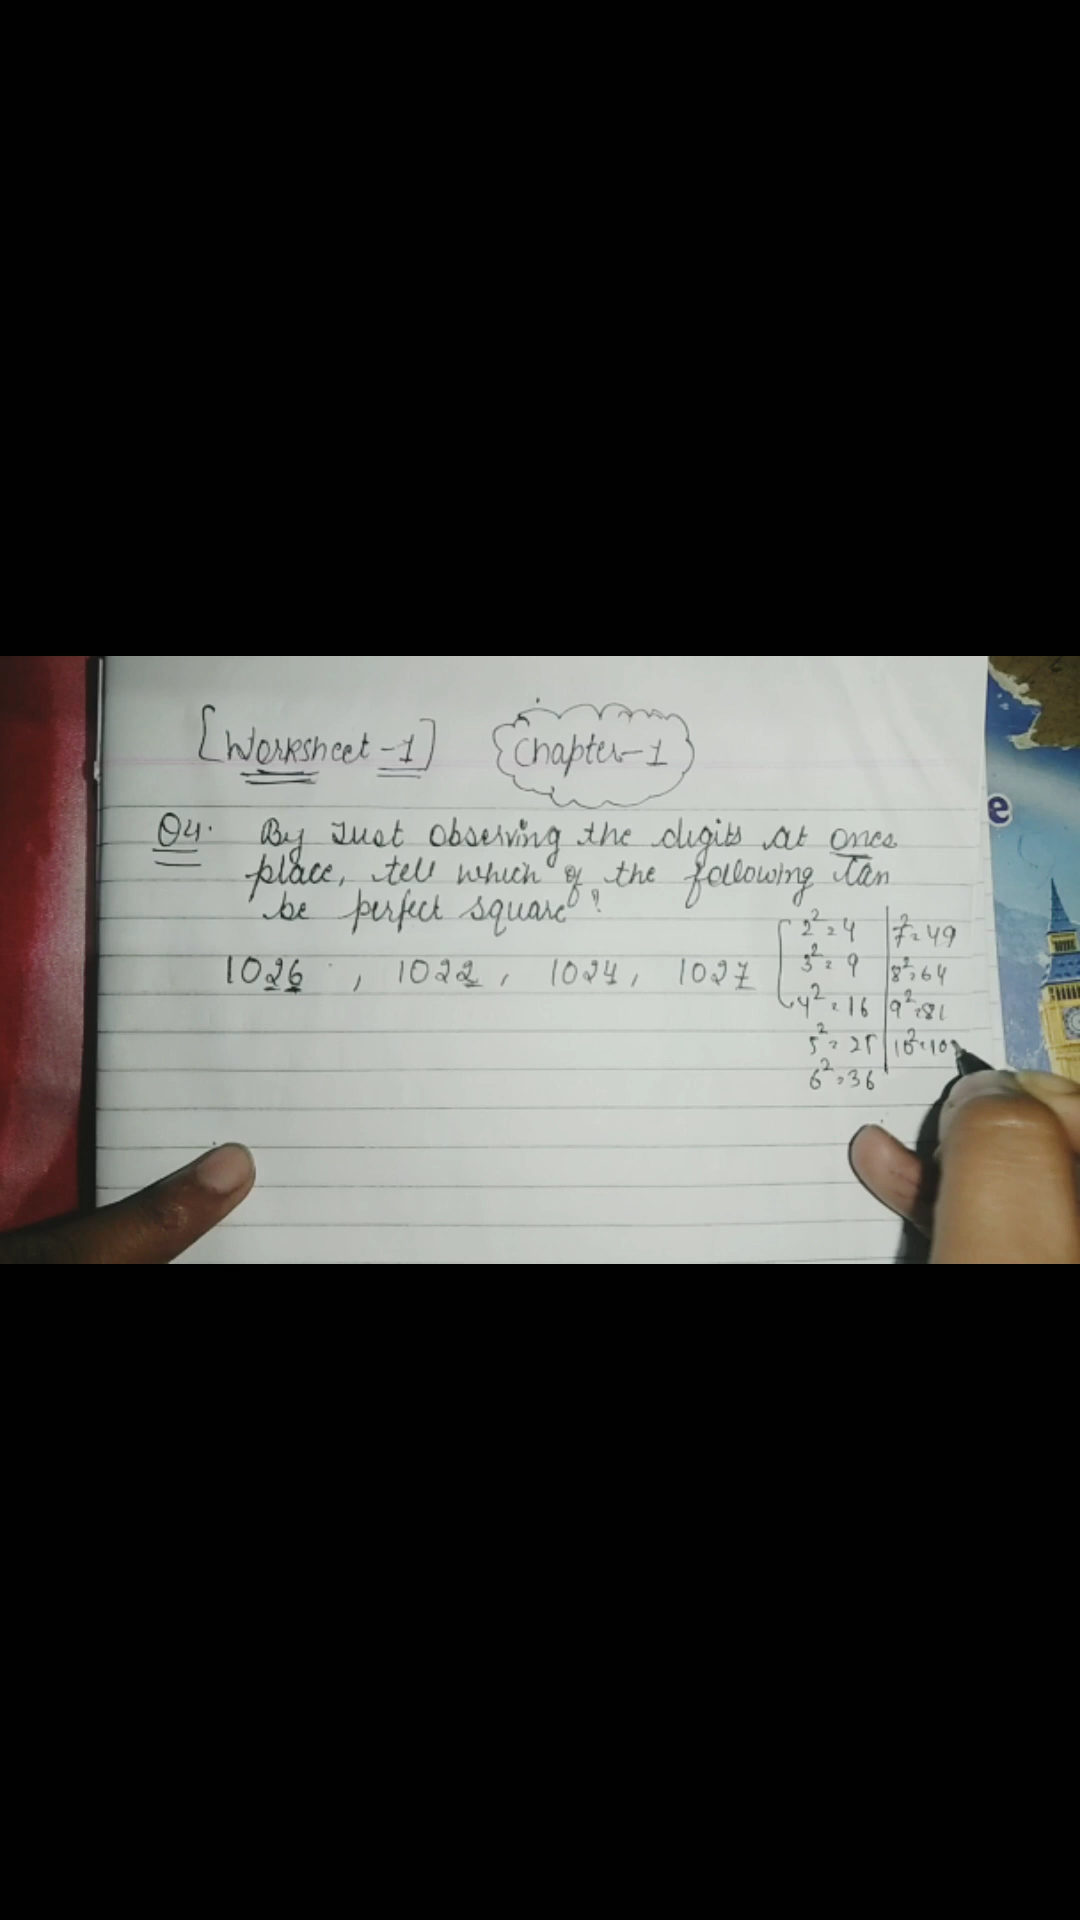 [Worksheet-1]
Chapter-1
Q4. By Just observing the digits at ones
place, tell which of the following Can
be perfect square?
1026 , 1022 , 1024 , 1027
2² = 4
3² = 9
4² = 16
5² = 25
6² = 36
7² = 49
8² = 64
9² = 81
10² = 10
e